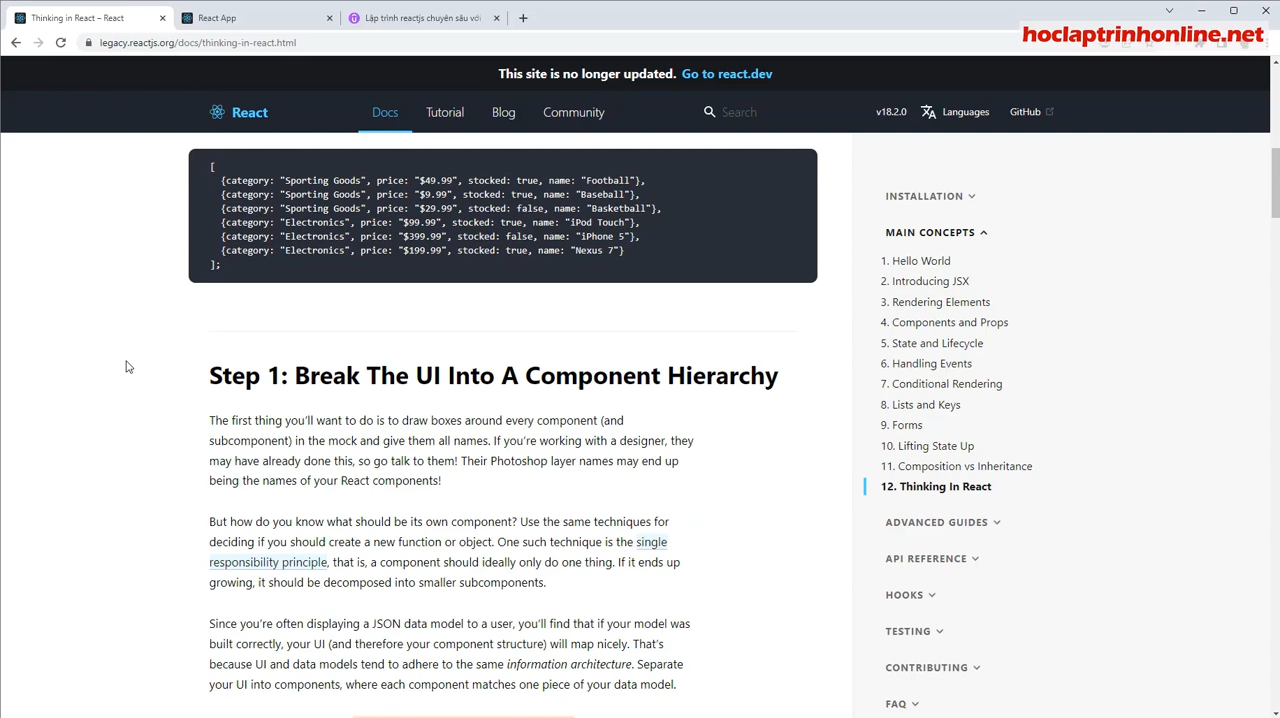 Thinking in React – React
React App
Lập trình reactjs chuyên sâu với
hoclaptrinhonline.net
legacy.reactjs.org/docs/thinking-in-react.html
This site is no longer updated. Go to react.dev
React
Docs
Tutorial
Blog
Community
Search
v18.2.0
Languages
GitHub
[
{category: "Sporting Goods", price: "$49.99", stocked: true, name: "Football"},
{category: "Sporting Goods", price: "$9.99", stocked: true, name: "Baseball"},
{category: "Sporting Goods", price: "$29.99", stocked: false, name: "Basketball"},
{category: "Electronics", price: "$99.99", stocked: true, name: "iPod Touch"},
{category: "Electronics", price: "$399.99", stocked: false, name: "iPhone 5"},
{category: "Electronics", price: "$199.99", stocked: true, name: "Nexus 7"}
];
Step 1: Break The UI Into A Component Hierarchy
The first thing you’ll want to do is to draw boxes around every component (and
subcomponent) in the mock and give them all names. If you’re working with a designer, they
may have already done this, so go talk to them! Their Photoshop layer names may end up
being the names of your React components!
But how do you know what should be its own component? Use the same techniques for
deciding if you should create a new function or object. One such technique is the single
responsibility principle, that is, a component should ideally only do one thing. If it ends up
growing, it should be decomposed into smaller subcomponents.
Since you’re often displaying a JSON data model to a user, you’ll find that if your model was
built correctly, your UI (and therefore your component structure) will map nicely. That’s
because UI and data models tend to adhere to the same information architecture. Separate
your UI into components, where each component matches one piece of your data model.
INSTALLATION
MAIN CONCEPTS
1. Hello World
2. Introducing JSX
3. Rendering Elements
4. Components and Props
5. State and Lifecycle
6. Handling Events
7. Conditional Rendering
8. Lists and Keys
9. Forms
10. Lifting State Up
11. Composition vs Inheritance
12. Thinking In React
ADVANCED GUIDES
API REFERENCE
HOOKS
TESTING
CONTRIBUTING
FAQ